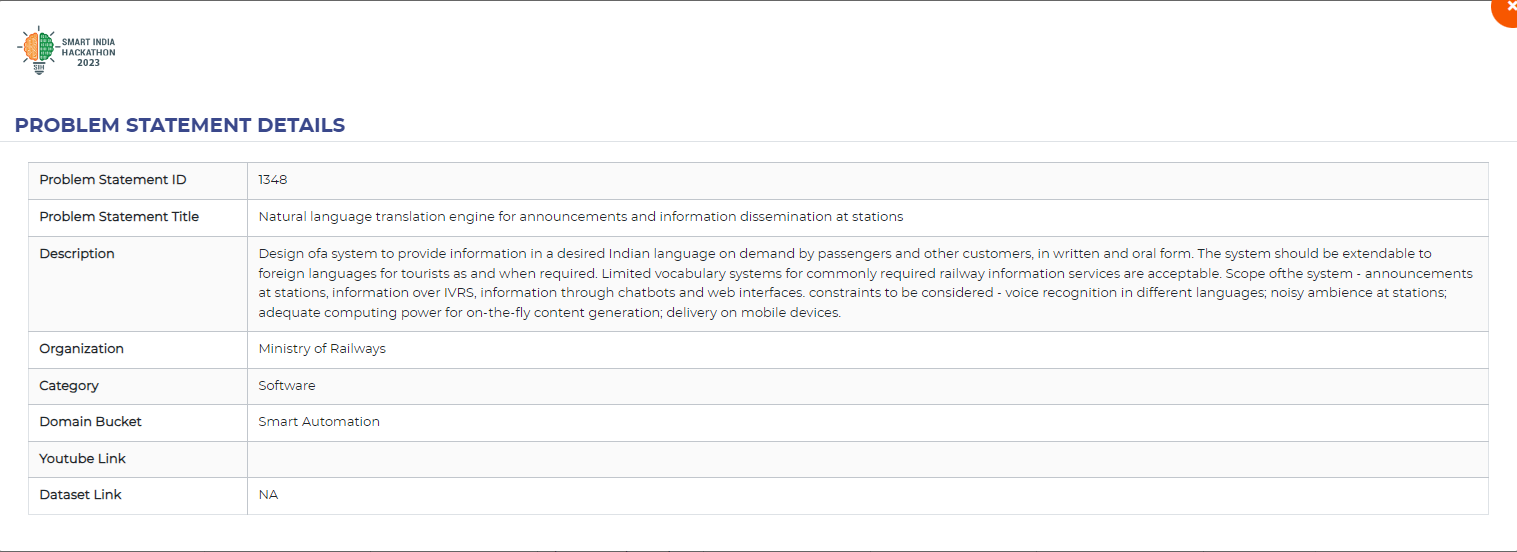 SMART INDIA
HACKATHON
2023
SIH
PROBLEM STATEMENT DETAILS
Problem Statement ID 1348
Problem Statement Title Natural language translation engine for announcements and information dissemination at stations
Description Design ofa system to provide information in a desired Indian language on demand by passengers and other customers, in written and oral form. The system should be extendable to
foreign languages for tourists as and when required. Limited vocabulary systems for commonly required railway information services are acceptable. Scope ofthe system - announcements
at stations, information over IVRS, information through chatbots and web interfaces. constraints to be considered - voice recognition in different languages; noisy ambience at stations;
adequate computing power for on-the-fly content generation; delivery on mobile devices.
Organization Ministry of Railways
Category Software
Domain Bucket Smart Automation
Youtube Link
Dataset Link NA